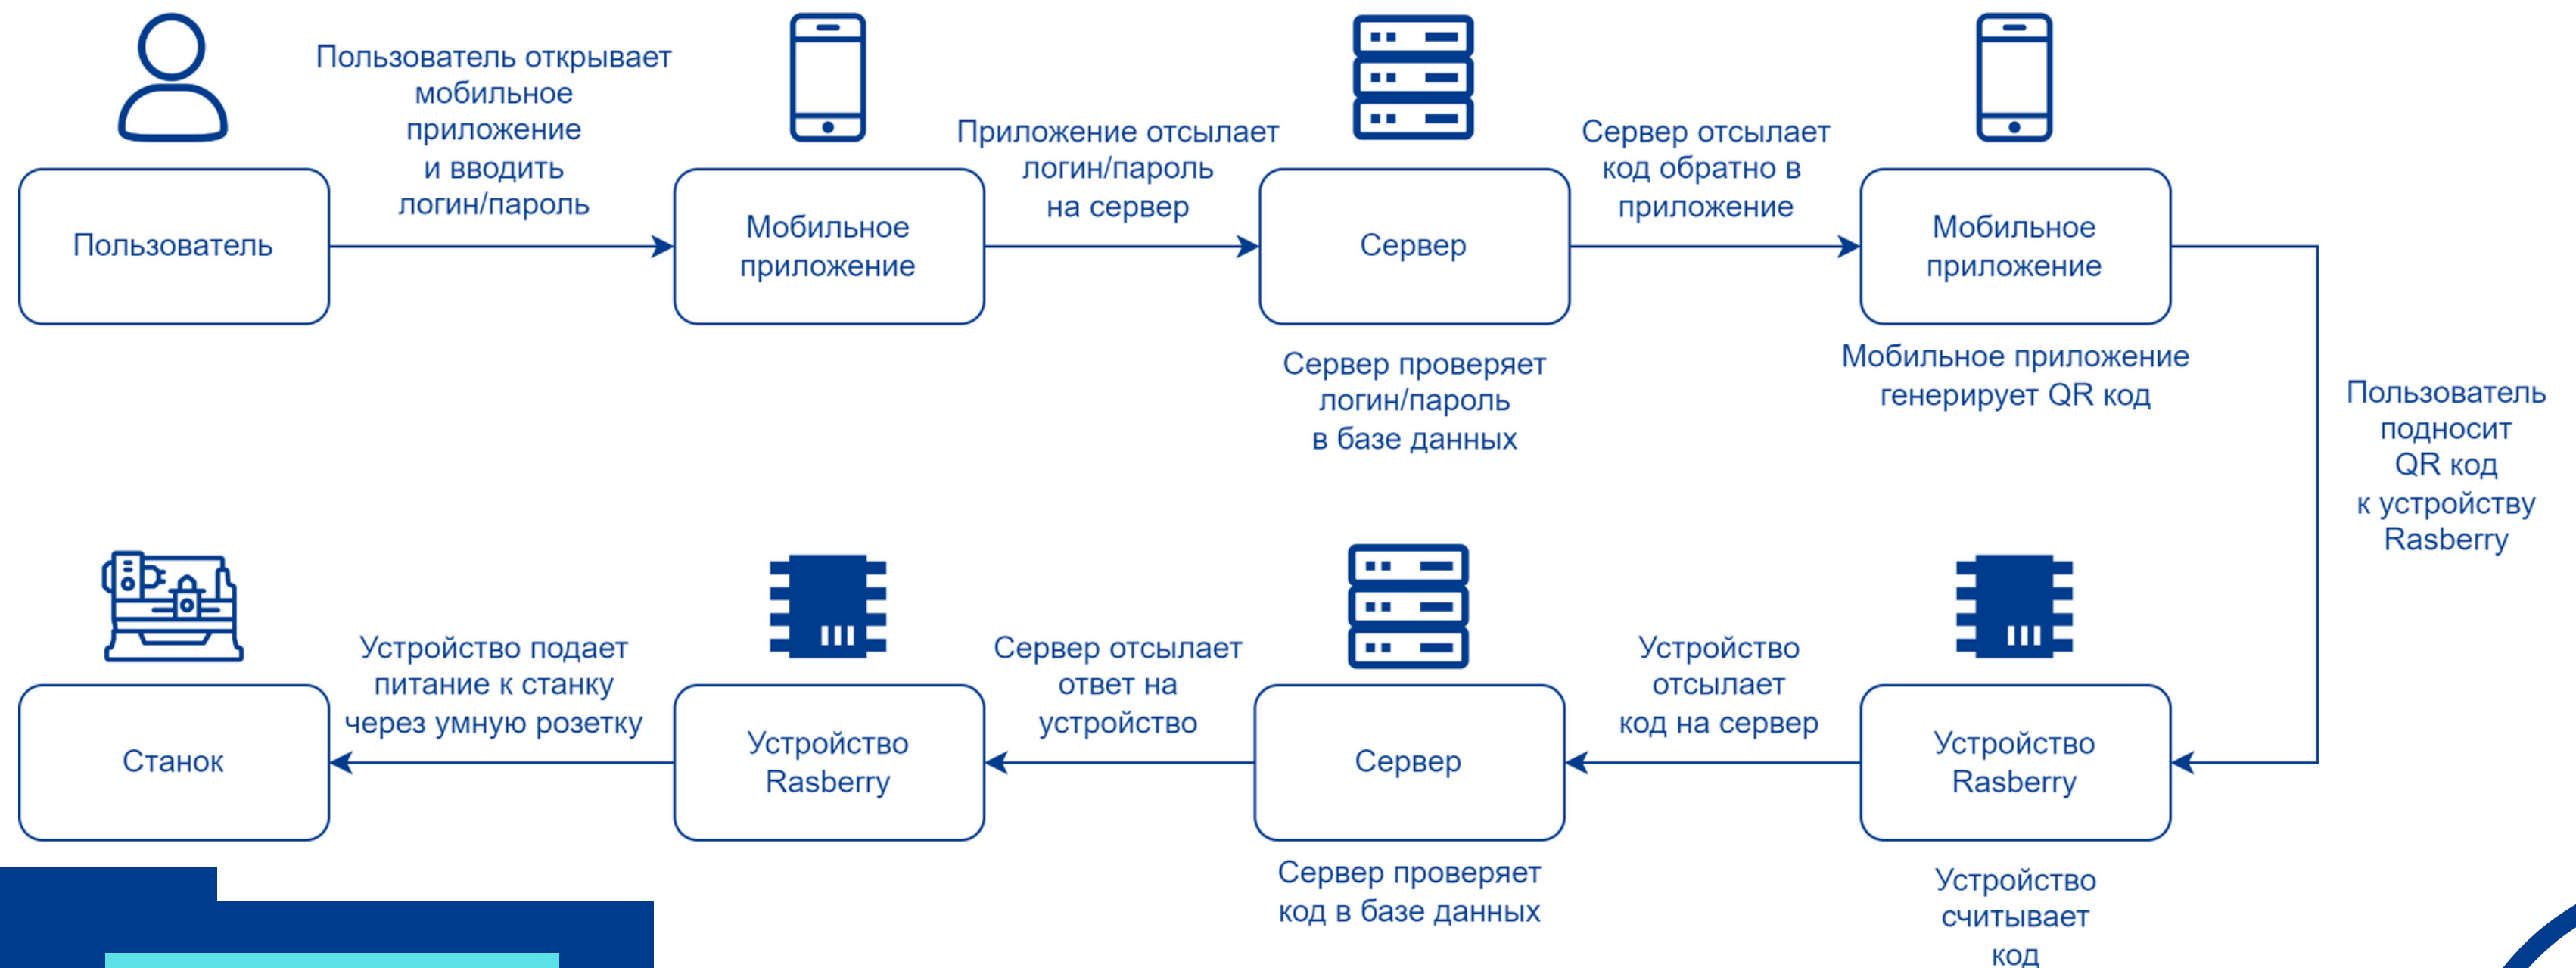 Пользователь открывает
мобильное
приложение
и вводить
логин/пароль
Приложение отсылает
логин/пароль
на сервер
Сервер отсылает
код обратно в
приложение
Пользователь
Мобильное
приложение
Сервер
Мобильное
приложение
Сервер проверяет
логин/пароль
в базе данных
Мобильное приложение
генерирует QR код
Пользователь
подносит
QR код
к устройству
Rasberry
Устройство подает
питание к станку
через умную розетку
Сервер отсылает
ответ на
устройство
Устройство
отсылает
код на сервер
Станок
Устройство
Rasberry
Сервер
Устройство
Rasberry
Сервер проверяет
код в базе данных
Устройство
считывает
код